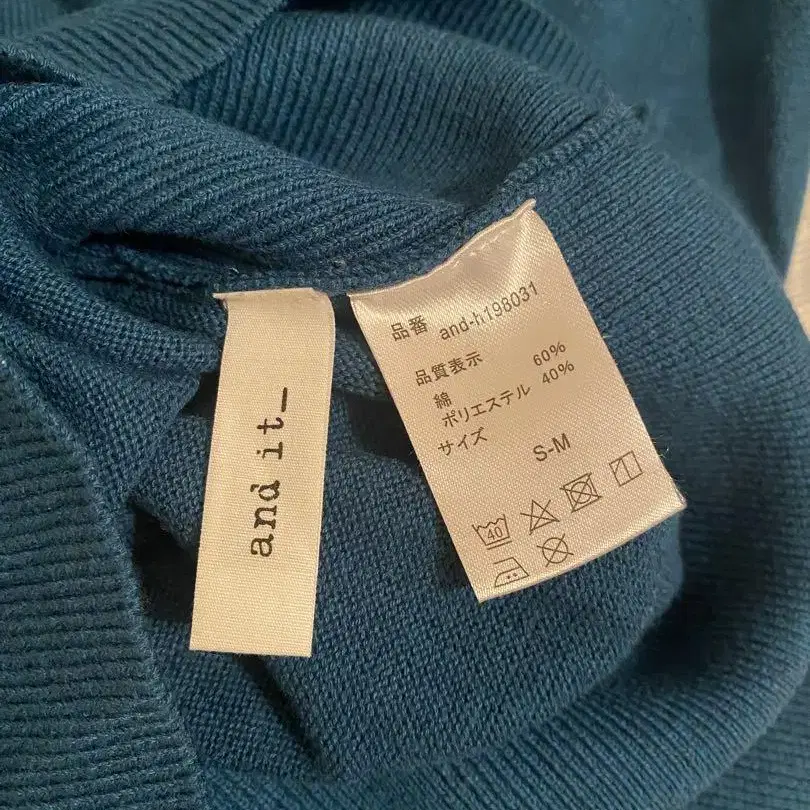 and it_
品番 and-h198031
品質表示
綿 60%
ポリエステル 40%
サイズ
S-M
40